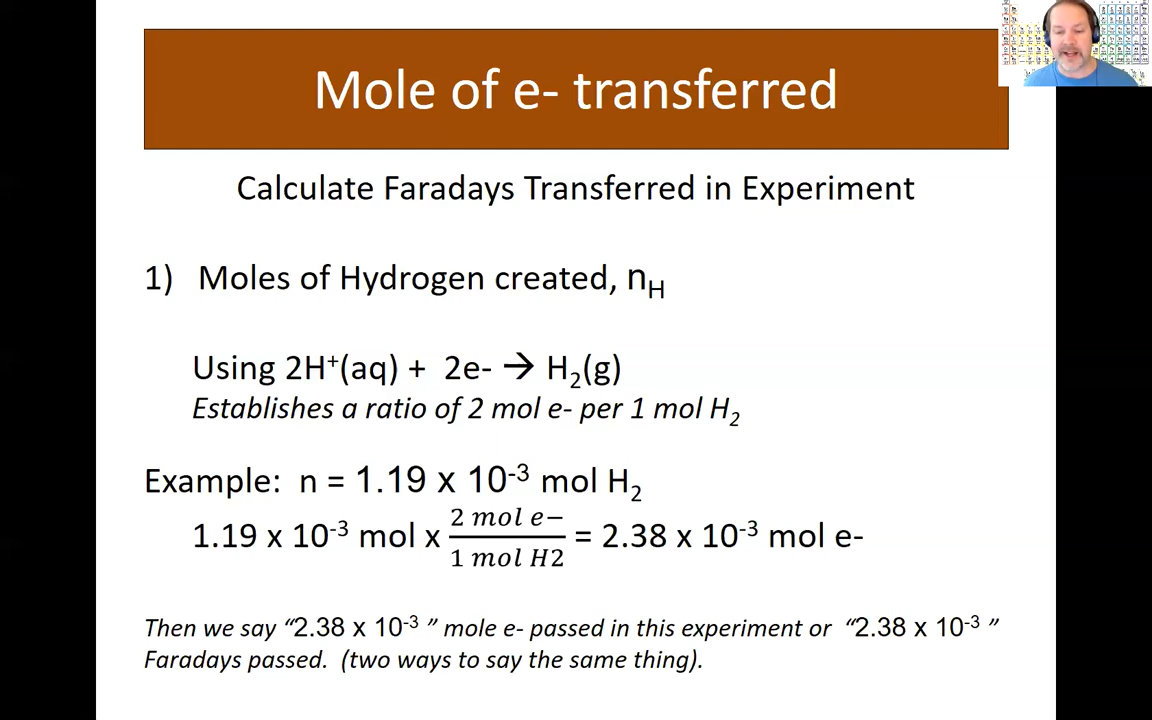 Mole of e- transferred
Calculate Faradays Transferred in Experiment
1) Moles of Hydrogen created, n_H
Using 2H⁺(aq) + 2e- → H₂(g)
Establishes a ratio of 2 mol e- per 1 mol H₂
Example: n = 1.19 x 10⁻³ mol H₂
1.19 x 10⁻³ mol x \frac{2 mol e−}{1 mol H2} = 2.38 x 10⁻³ mol e-
Then we say “2.38 x 10⁻³ ” mole e- passed in this experiment or “2.38 x 10⁻³ ”
Faradays passed. (two ways to say the same thing).